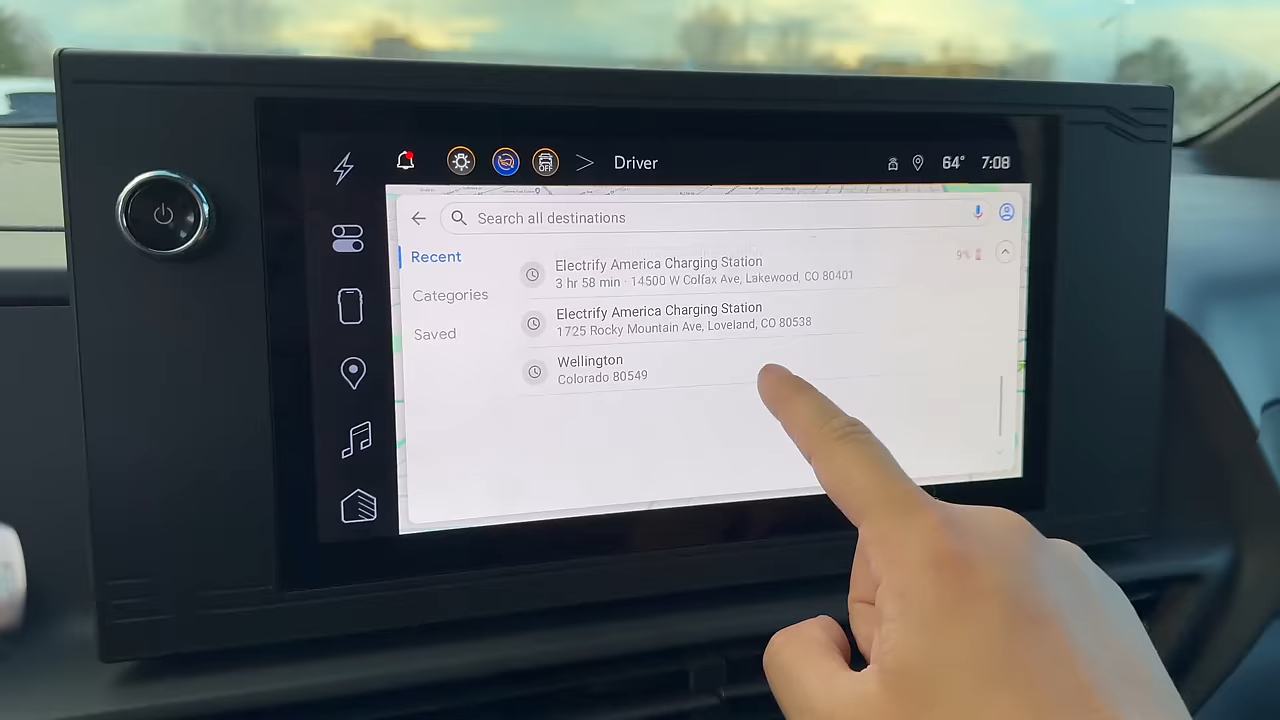 OFF
Driver
64° 7:08
Search all destinations
Recent
Categories
Saved
Electrify America Charging Station
3 hr 58 min · 14500 W Colfax Ave, Lakewood, CO 80401
9%
Electrify America Charging Station
1725 Rocky Mountain Ave, Loveland, CO 80538
Wellington
Colorado 80549